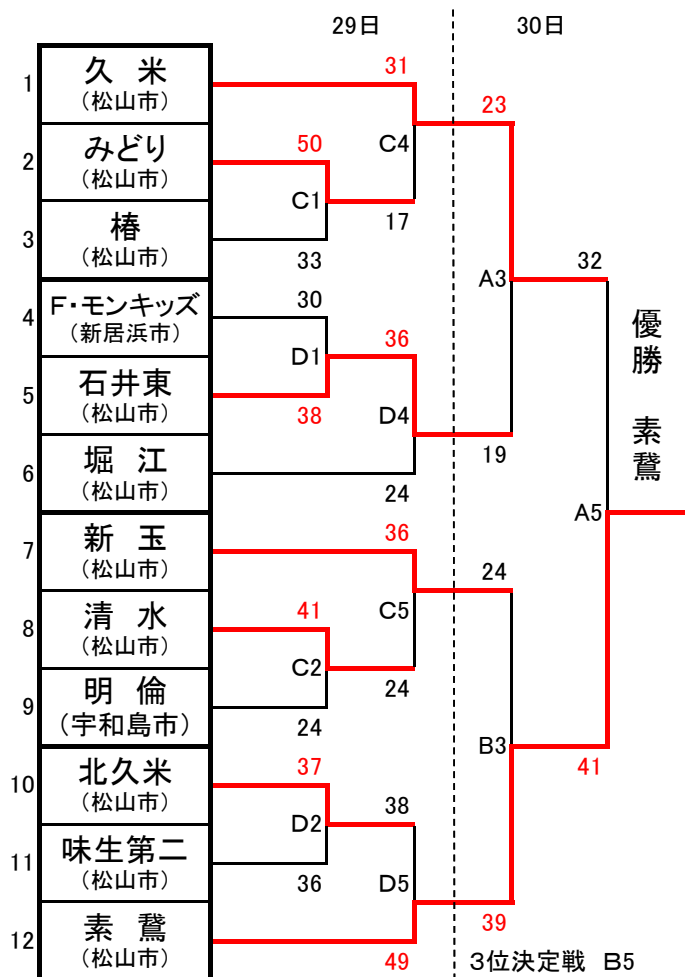 29日 30日
1 久 米 31
(松山市) 23
2 みどり 50 C4
(松山市)
C1
3 椿 17
(松山市) 33
A3 32
4 F・モンキッズ 30
(新居浜市)
D1 36
5 石井東
(松山市) 38
D4
6 堀 江 19
(松山市) 24
優勝 素鵞
A5
7 新 玉 36
(松山市) 24
8 清 水 41 C5
(松山市)
C2
9 明 倫 24
(宇和島市) 24
B3
10 北久米 37 41
(松山市) 38
D2
11 味生第二
(松山市) 36 D5
12 素 鵞 39
(松山市) 49
3位決定戦 B5